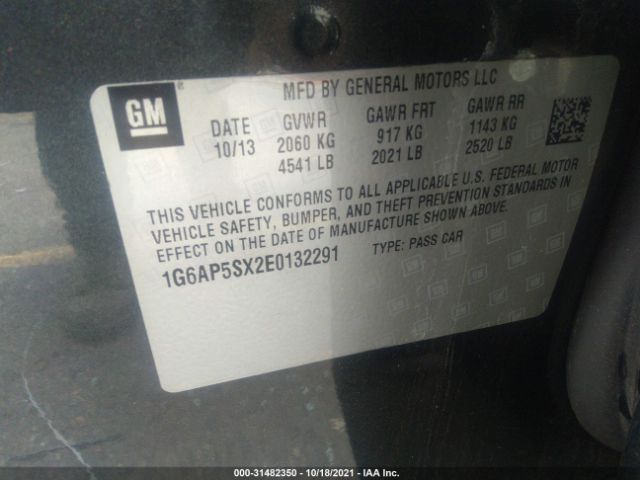 GM
®
MFD BY GENERAL MOTORS LLC
DATE GVWR GAWR FRT GAWR RR
10/13 2060 KG 917 KG 1143 KG
4541 LB 2021 LB 2520 LB
THIS VEHICLE CONFORMS TO ALL APPLICABLE U.S. FEDERAL MOTOR
VEHICLE SAFETY, BUMPER, AND THEFT PREVENTION STANDARDS IN
EFFECT ON THE DATE OF MANUFACTURE SHOWN ABOVE.
1G6AP5SX2E0132291 TYPE: PASS CAR
000-31482350 | 10/18/2021 | IAA Inc.